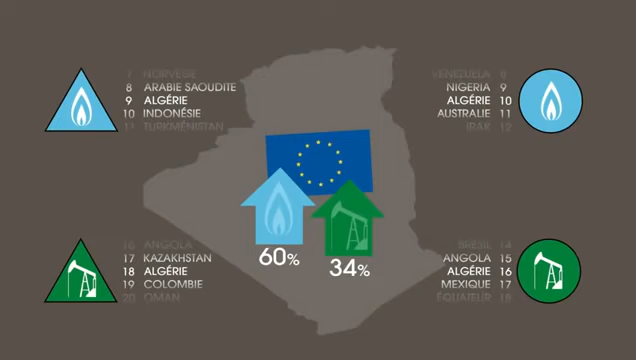 7 NORVÈGE
8 ARABIE SAOUDITE
9 ALGÉRIE
10 INDONÉSIE
11 TURKMÉNISTAN
VENEZUELA 8
NIGERIA 9
ALGÉRIE 10
AUSTRALIE 11
IRAK 12
60%
34%
16 ANGOLA
17 KAZAKHSTAN
18 ALGÉRIE
19 COLOMBIE
20 OMAN
BRÉSIL 14
ANGOLA 15
ALGÉRIE 16
MEXIQUE 17
ÉQUATEUR 18